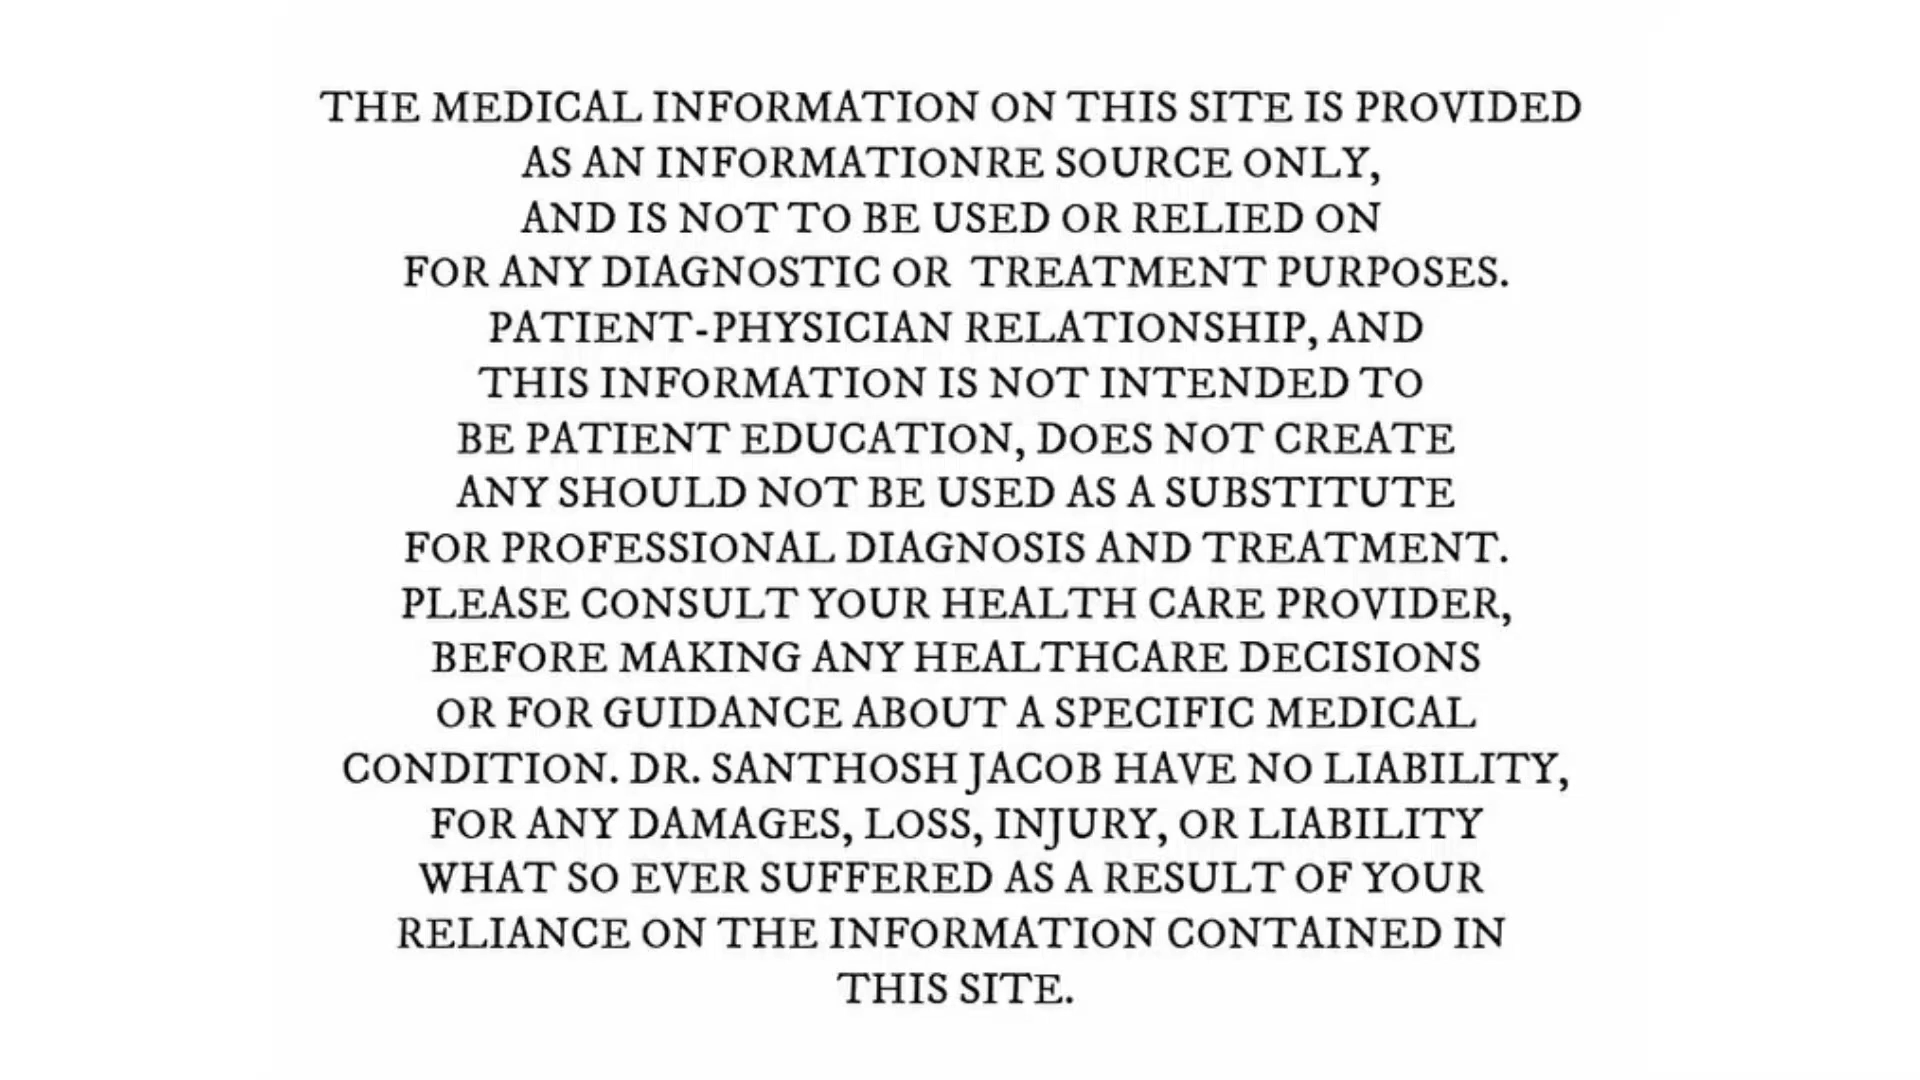 THE MEDICAL INFORMATION ON THIS SITE IS PROVIDED
AS AN INFORMATIONRE SOURCE ONLY,
AND IS NOT TO BE USED OR RELIED ON
FOR ANY DIAGNOSTIC OR TREATMENT PURPOSES.
PATIENT-PHYSICIAN RELATIONSHIP, AND
THIS INFORMATION IS NOT INTENDED TO
BE PATIENT EDUCATION, DOES NOT CREATE
ANY SHOULD NOT BE USED AS A SUBSTITUTE
FOR PROFESSIONAL DIAGNOSIS AND TREATMENT.
PLEASE CONSULT YOUR HEALTH CARE PROVIDER,
BEFORE MAKING ANY HEALTHCARE DECISIONS
OR FOR GUIDANCE ABOUT A SPECIFIC MEDICAL
CONDITION. DR. SANTHOSH JACOB HAVE NO LIABILITY,
FOR ANY DAMAGES, LOSS, INJURY, OR LIABILITY
WHAT SO EVER SUFFERED AS A RESULT OF YOUR
RELIANCE ON THE INFORMATION CONTAINED IN
THIS SITE.